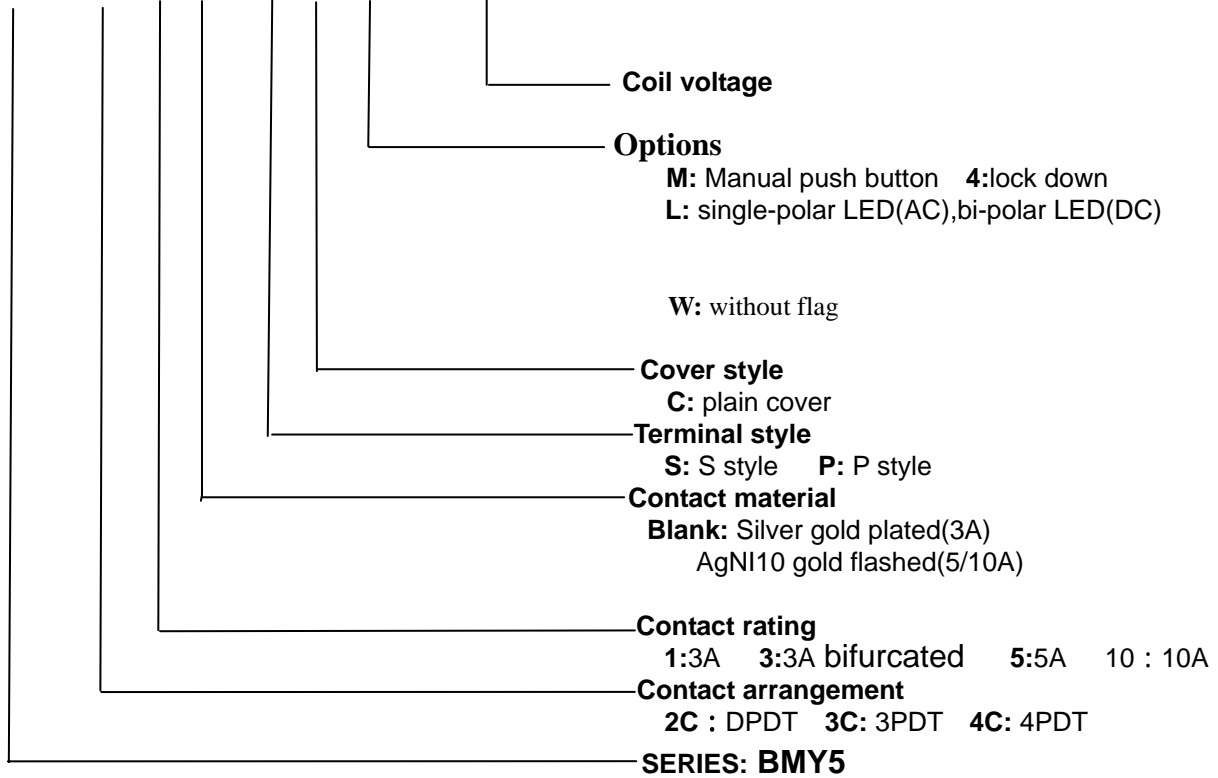 Coil voltage
Options
M: Manual push button 4:lock down
L: single-polar LED(AC),bi-polar LED(DC)
W: without flag
Cover style
C: plain cover
Terminal style
S: S style P: P style
Contact material
Blank: Silver gold plated(3A)
AgNI10 gold flashed(5/10A)
Contact rating
1:3A 3:3A bifurcated 5:5A 10：10A
Contact arrangement
2C：DPDT 3C: 3PDT 4C: 4PDT
SERIES: BMY5